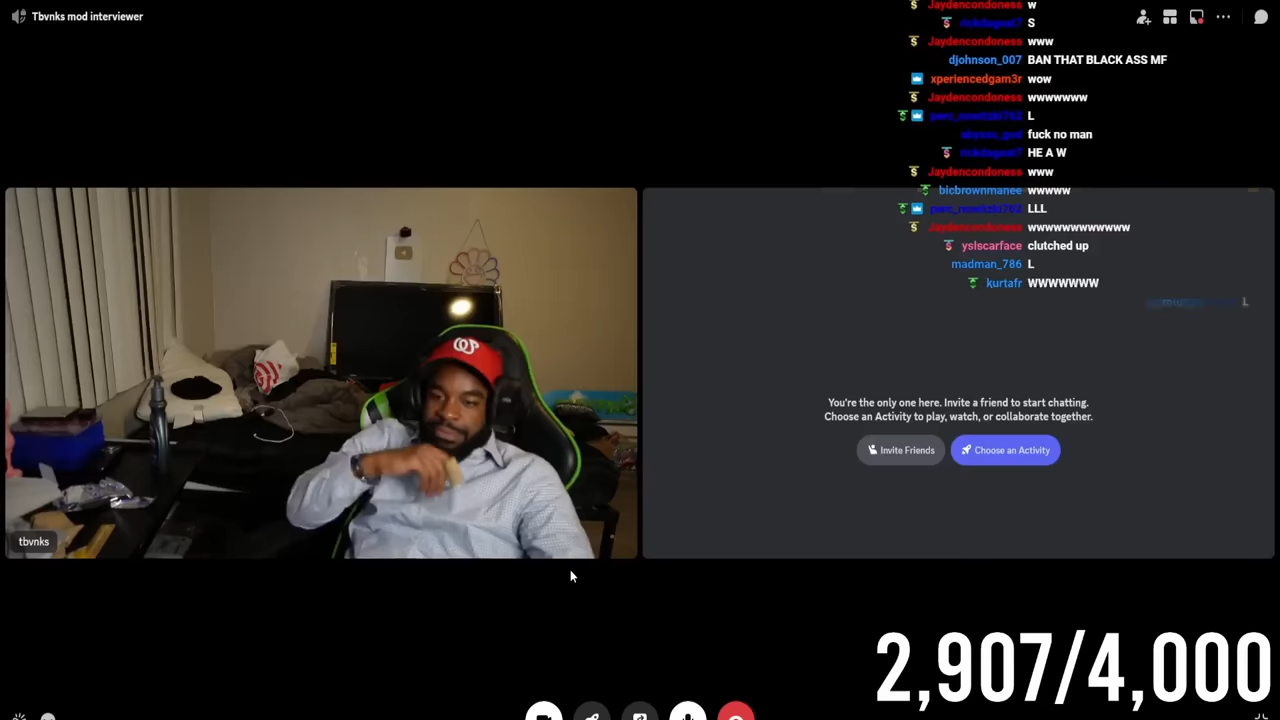 Tbvnks mod interviewer
Jaydencondoness w
S
Jaydencondoness www
djohnson_007 BAN THAT BLACK ASS MF
xperiencedgam3r wow
Jaydencondoness wwwwwww
L
fuck no man
HE A W
Jaydencondoness www
bicbrownmanee wwwww
LLL
Jaydencondoness wwwwwwwwwwwww
yslscarface clutched up
madman_786 L
kurtafr WWWWWWW
L
You're the only one here. Invite a friend to start chatting.
Choose an Activity to play, watch, or collaborate together.
Invite Friends Choose an Activity
tbvnks
2,907/4,000